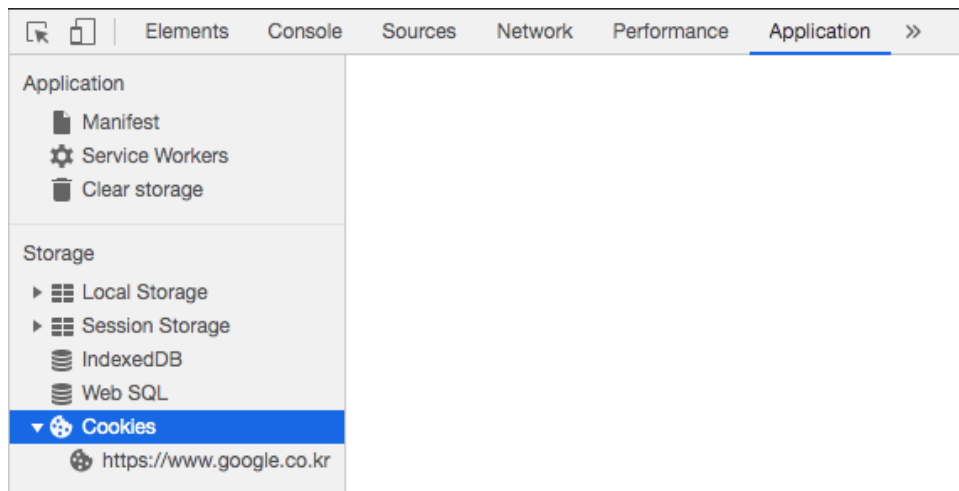 Elements Console Sources Network Performance Application »
Application
Manifest
Service Workers
Clear storage
Storage
Local Storage
Session Storage
IndexedDB
Web SQL
Cookies
https://www.google.co.kr